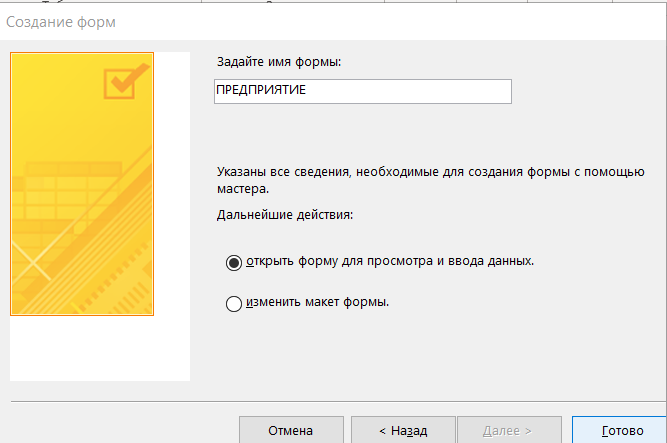 Создание форм
Задайте имя формы:
ПРЕДПРИЯТИЕ
Указаны все сведения, необходимые для создания формы с помощью
мастера.
Дальнейшие действия:
открыть форму для просмотра и ввода данных.
изменить макет формы.
Отмена
< Назад
Далее >
Готово